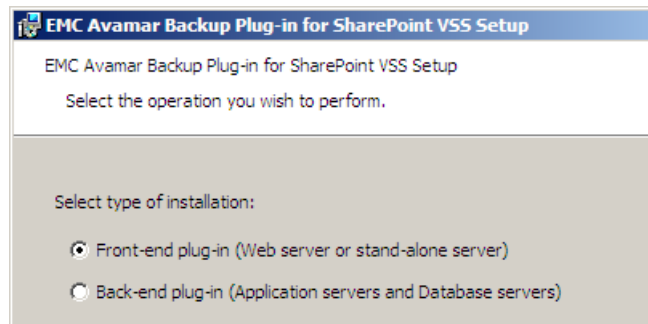 EMC Avamar Backup Plug-in for SharePoint VSS Setup
EMC Avamar Backup Plug-in for SharePoint VSS Setup
Select the operation you wish to perform.
Select type of installation:
Front-end plug-in (Web server or stand-alone server)
Back-end plug-in (Application servers and Database servers)